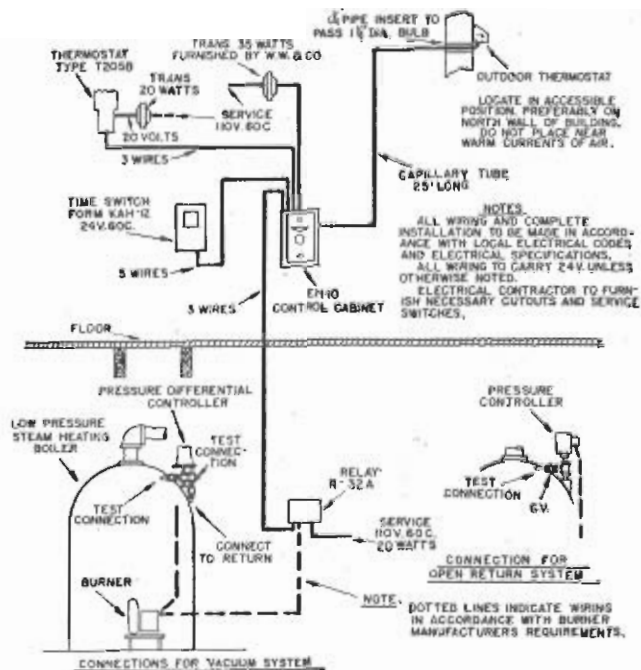 THERMOSTAT
TYPE T205B
TRANS
20 WATTS
20 VOLTS
3 WIRES
TRANS. 35 WATTS
FURNISHED BY W.W. & CO
SERVICE
110V. 60C
PIPE INSERT TO
PASS DIA. BULB
OUTDOOR THERMOSTAT
LOCATE IN ACCESSIBLE
POSITION, PREFERABLY ON
NORTH WALL OF BUILDING.
DO NOT PLACE NEAR
WARM CURRENTS OF AIR.
CAPILLARY TUBE
25' LONG
TIME SWITCH
FORM KAH-12
24V.60C.
5 WIRES
3 WIRES
CONTROL CABINET
NOTES
ALL WIRING AND COMPLETE
INSTALLATION TO BE MADE IN ACCORD-
ANCE WITH LOCAL ELECTRICAL CODES
AND ELECTRICAL SPECIFICATIONS.
ALL WIRING TO CARRY 24V. UNLESS
OTHERWISE NOTED.
ELECTRICAL CONTRACTOR TO FURN-
ISH NECESSARY CUTOUTS AND SERVICE
SWITCHES.
FLOOR
PRESSURE DIFFERENTIAL
CONTROLLER
LOW PRESSURE
STEAM HEATING
BOILER
TEST
CONNECTION
TEST
CONNECTION
CONNECT
TO RETURN
BURNER
CONNECTIONS FOR VACUUM SYSTEM
RELAY
R-32A
SERVICE
110V. 60C.
20 WATTS
PRESSURE
CONTROLLER
TEST
CONNECTION
G.V.
CONNECTION FOR
OPEN RETURN SYSTEM
NOTE.
DOTTED LINES INDICATE WIRING
IN ACCORDANCE WITH BURNER
MANUFACTURERS REQUIREMENTS.